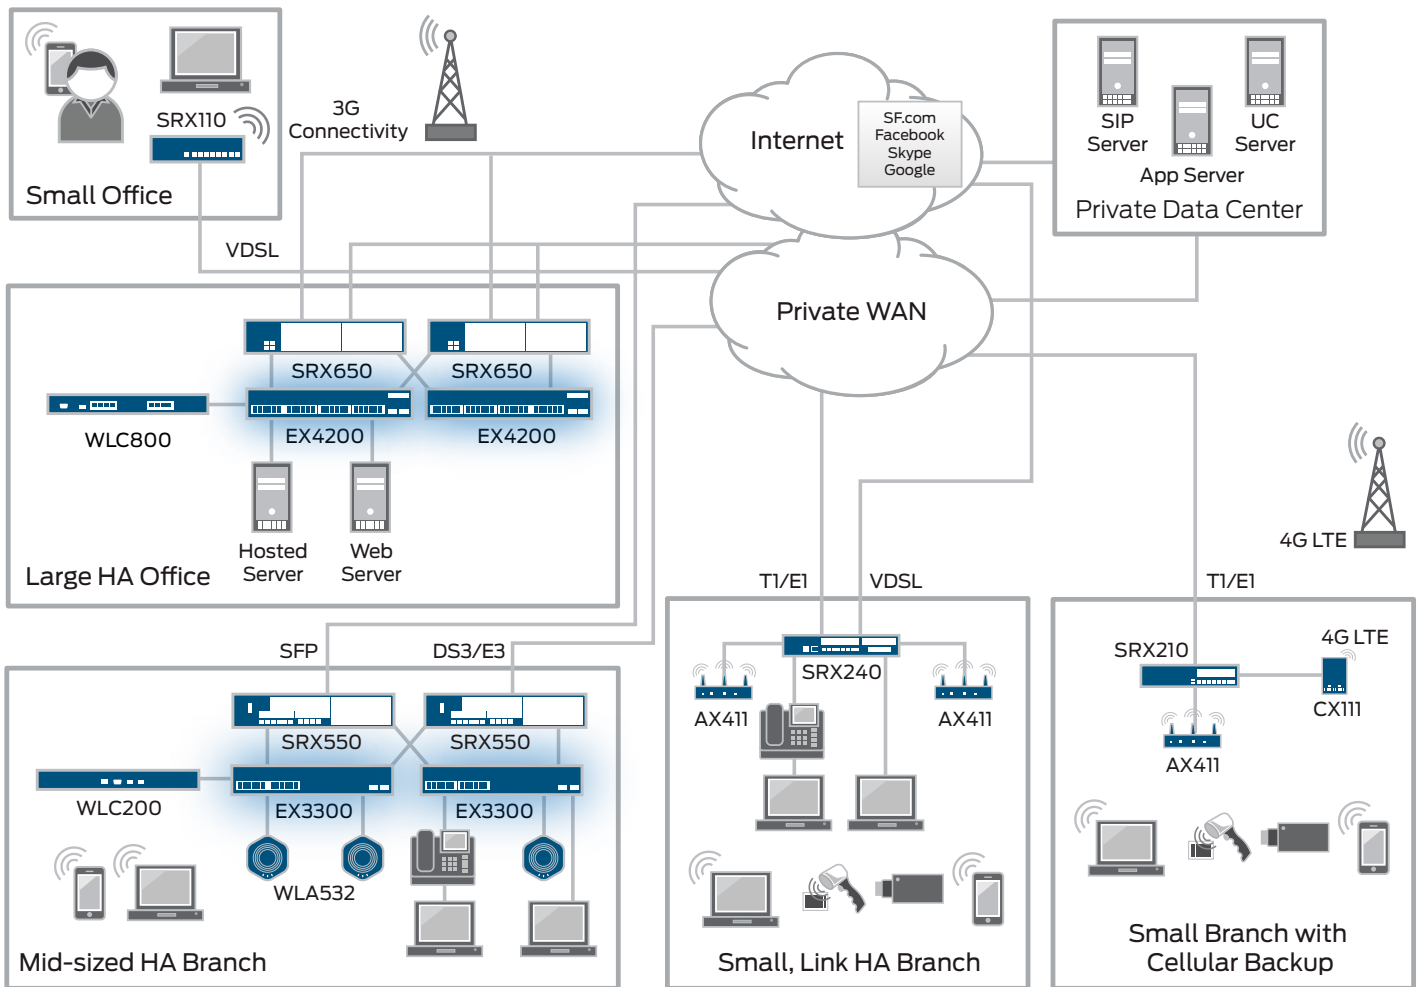 SRX110
Small Office
3G
Connectivity
VDSL
Internet
SF.com
Facebook
Skype
Google
SIP
Server
App Server
UC
Server
Private Data Center
Private WAN
SRX650
SRX650
WLC800
EX4200
EX4200
Hosted
Server
Web
Server
Large HA Office
SFP
DS3/E3
SRX550
SRX550
WLC200
EX3300
EX3300
WLA532
Mid-sized HA Branch
T1/E1
VDSL
SRX240
AX411
AX411
Small, Link HA Branch
4G LTE
T1/E1
SRX210
4G LTE
CX111
AX411
Small Branch with
Cellular Backup